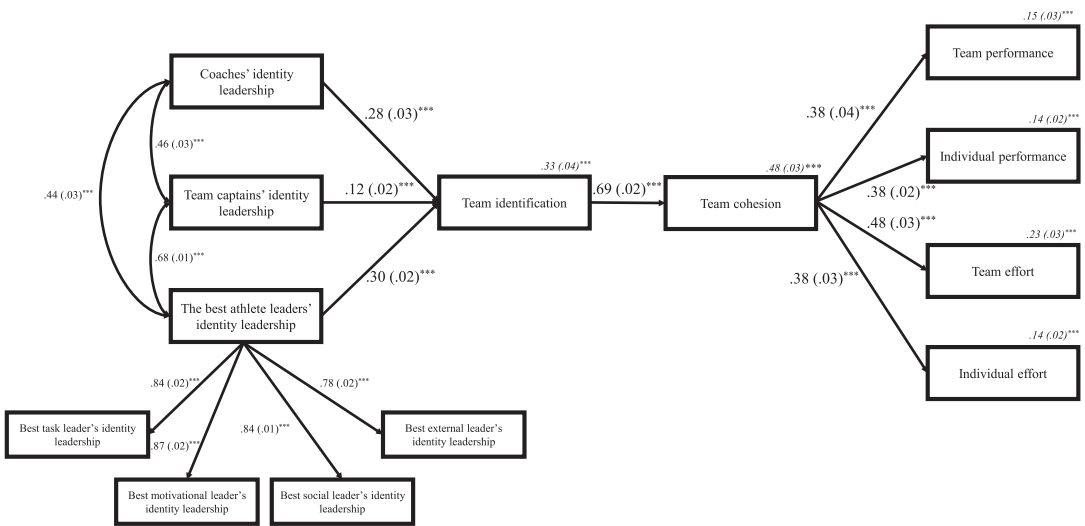 .15 (.03)***
Team performance
Coaches’ identity
leadership
.28 (.03)***
.38 (.04)***
.14 (.02)***
Individual performance
.46 (.03)***
.44 (.03)***
Team captains’ identity
leadership
.12 (.02)***
.33 (.04)***
Team identification
.69 (.02)***
.48 (.03)***
Team cohesion
.38 (.02)***
.48 (.03)***
.23 (.03)***
Team effort
.68 (.01)***
.30 (.02)***
.38 (.03)***
The best athlete leaders’
identity leadership
.14 (.02)***
Individual effort
.84 (.02)***
.78 (.02)***
Best task leader’s identity
leadership
.87 (.02)***
.84 (.01)***
Best external leader’s
identity leadership
Best motivational leader’s
identity leadership
Best social leader’s identity
leadership